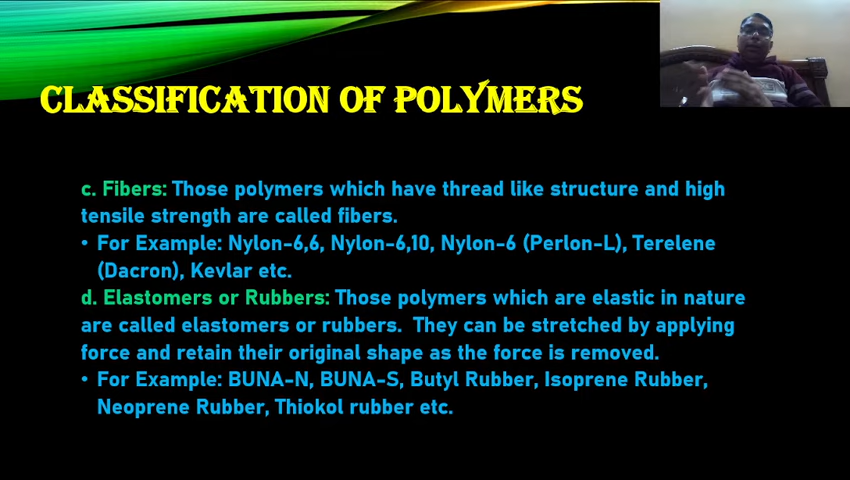 CLASSIFICATION OF POLYMERS
c. Fibers: Those polymers which have thread like structure and high
tensile strength are called fibers.
• For Example: Nylon-6,6, Nylon-6,10, Nylon-6 (Perlon-L), Terelene
(Dacron), Kevlar etc.
d. Elastomers or Rubbers: Those polymers which are elastic in nature
are called elastomers or rubbers. They can be stretched by applying
force and retain their original shape as the force is removed.
• For Example: BUNA-N, BUNA-S, Butyl Rubber, Isoprene Rubber,
Neoprene Rubber, Thiokol rubber etc.